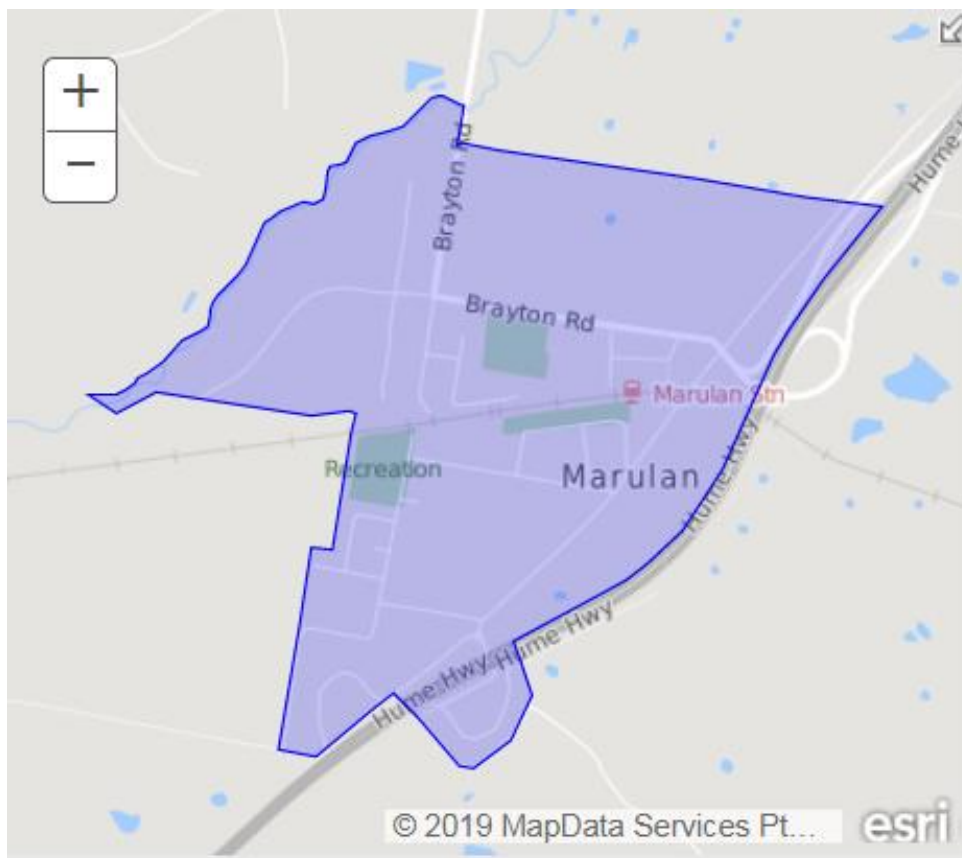 +
−
Brayton Rd
Hume H
Brayton Rd
Marulan Stn
Recreation
Marulan
Hume Hwy
Hume Hwy
Hume Hwy
© 2019 MapData Services Pt...
esri